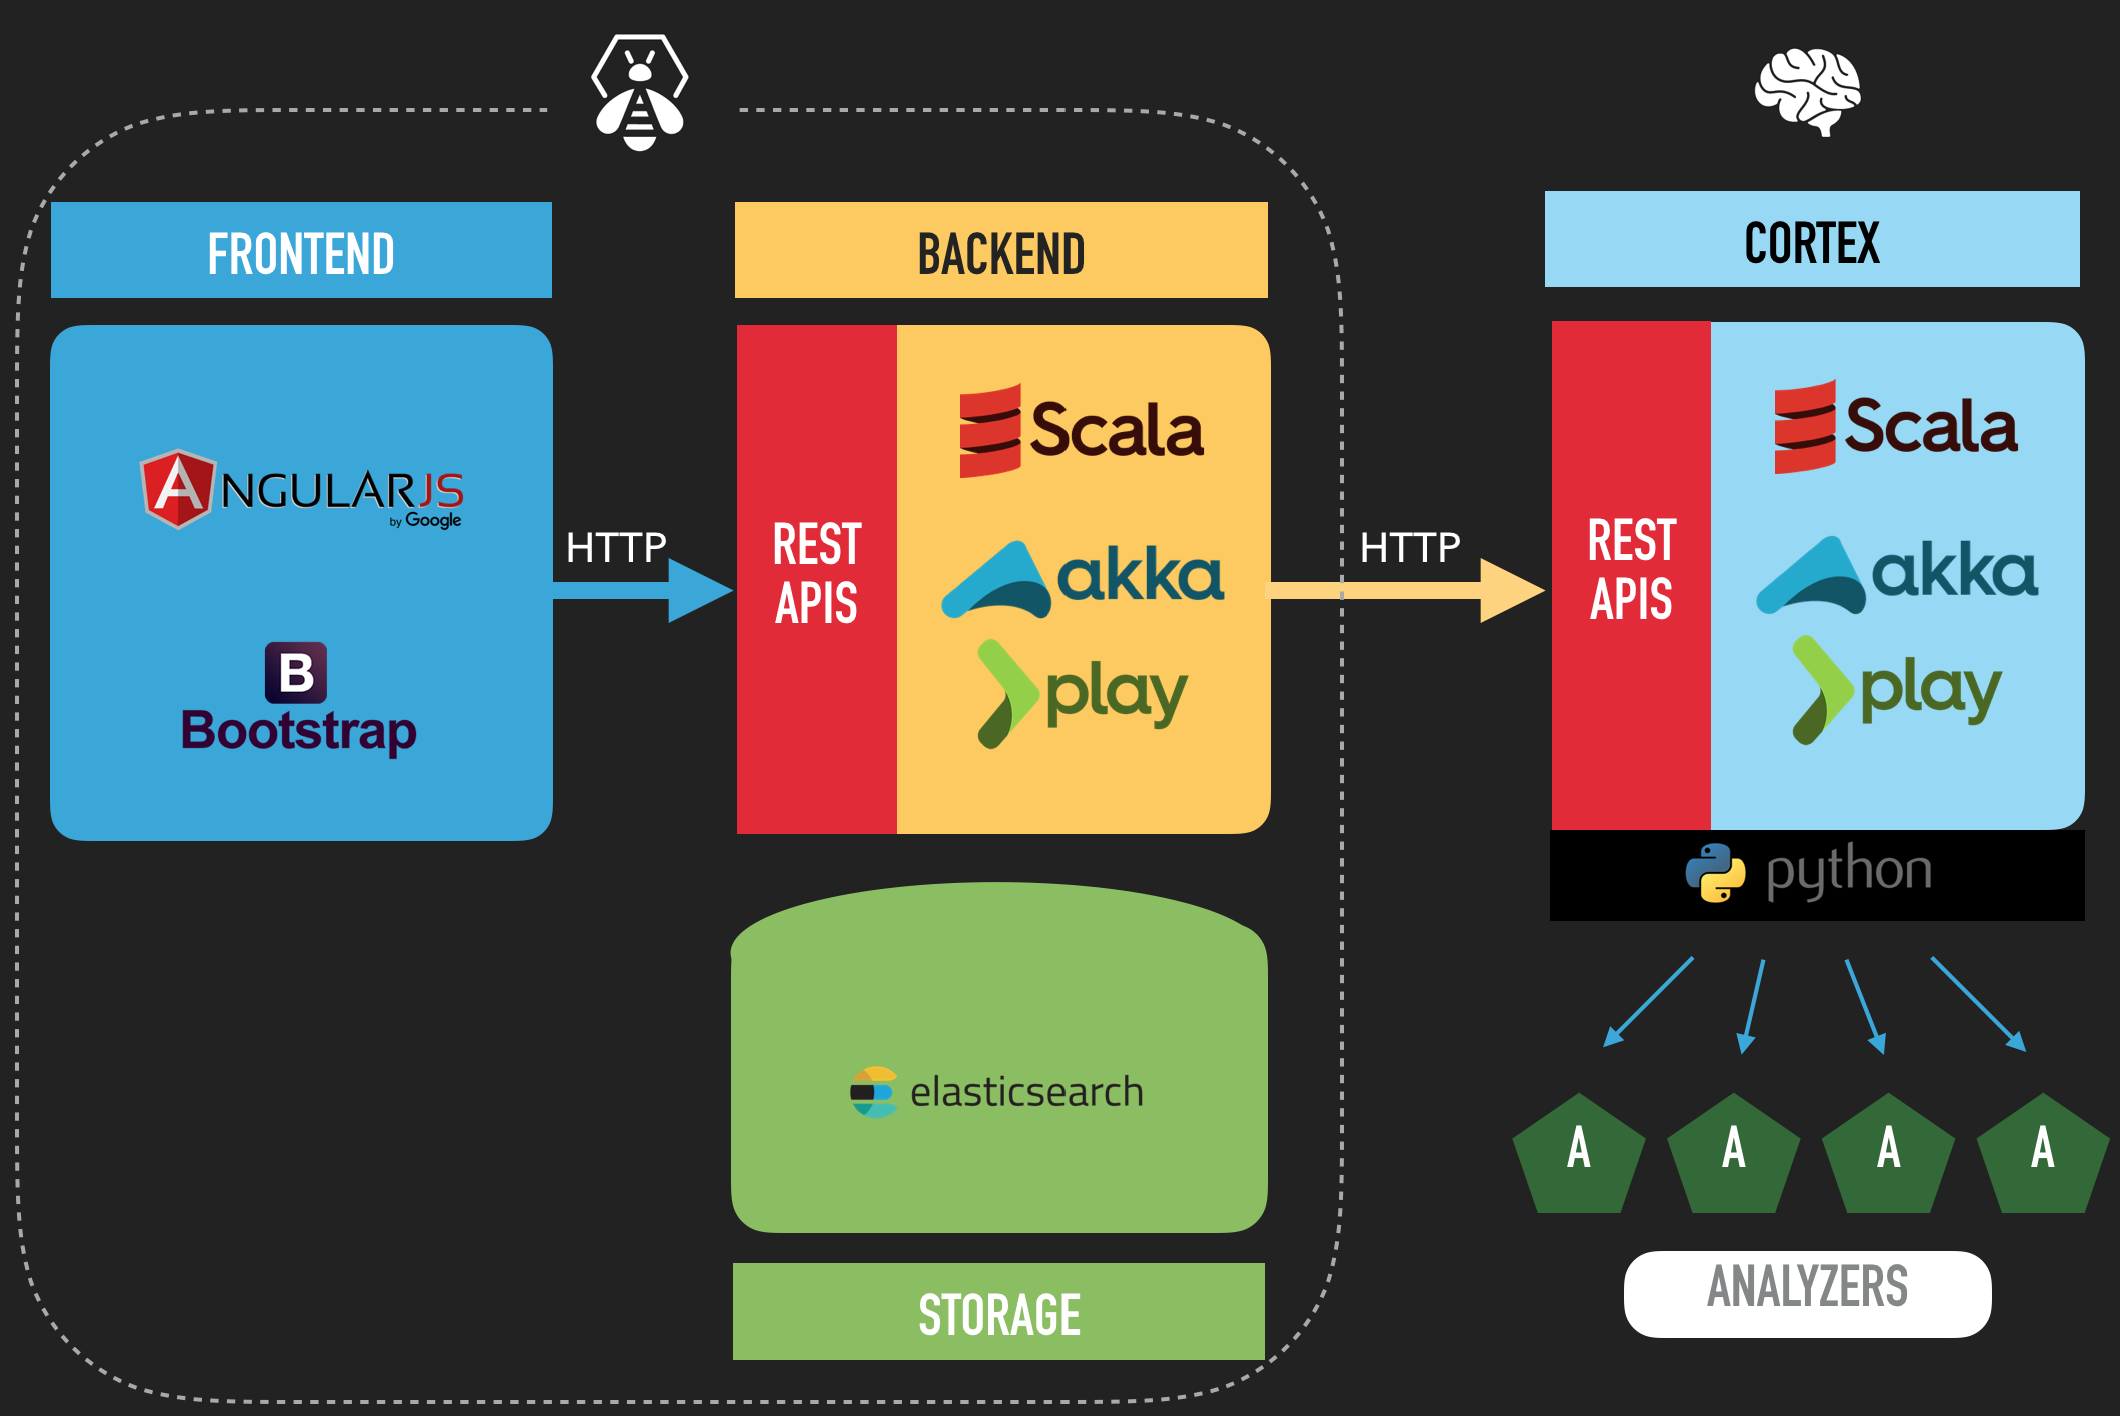 FRONTEND
ANGULARJS
by Google
B
Bootstrap
HTTP
BACKEND
REST
APIS
Scala
akka
play
elasticsearch
STORAGE
HTTP
CORTEX
REST
APIS
Scala
akka
play
python
A A A A
ANALYZERS